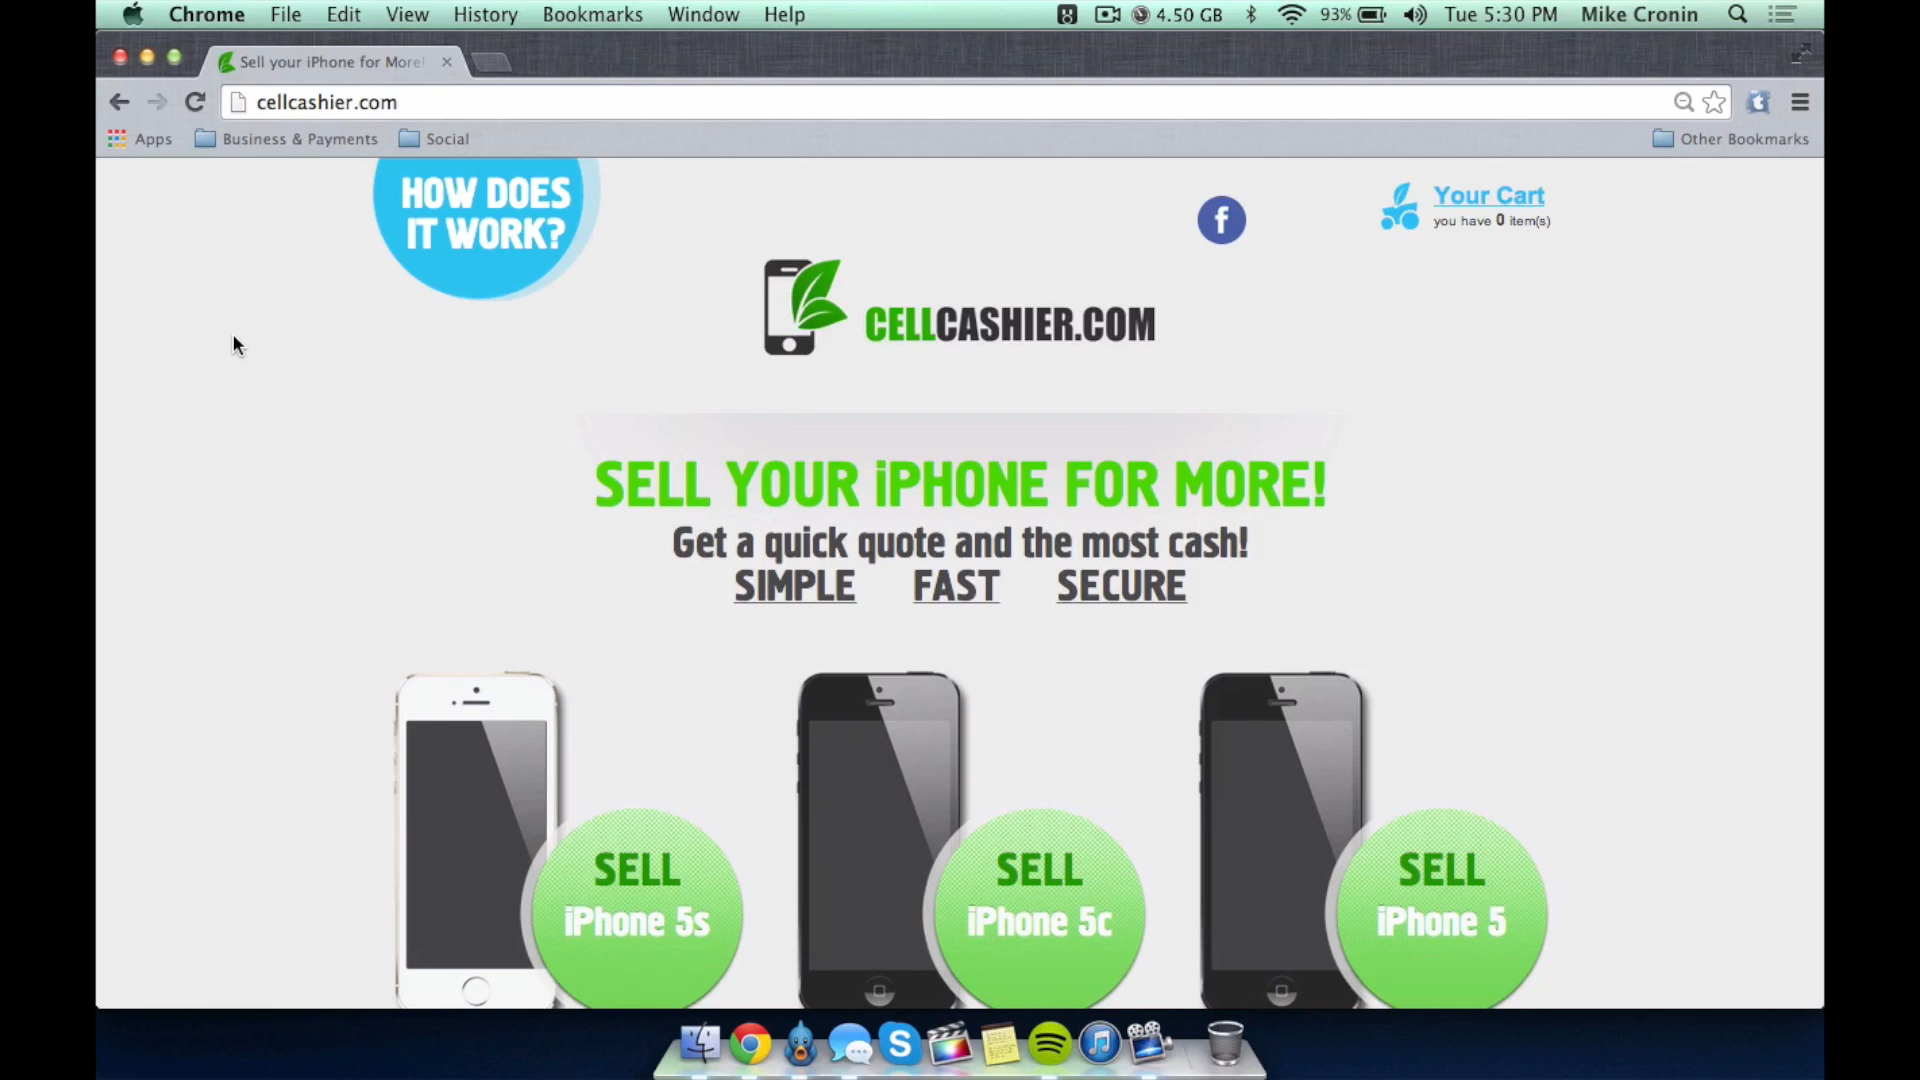 Chrome File Edit View History Bookmarks Window Help 4.50 GB 93% Tue 5:30 PM Mike Cronin
Sell your iPhone for More!
cellcashier.com
Apps Business & Payments Social Other Bookmarks
HOW DOES
IT WORK?
f
Your Cart
you have 0 item(s)
CELLCASHIER.COM
SELL YOUR iPHONE FOR MORE!
Get a quick quote and the most cash!
SIMPLE FAST SECURE
SELL
iPhone 5s
SELL
iPhone 5c
SELL
iPhone 5